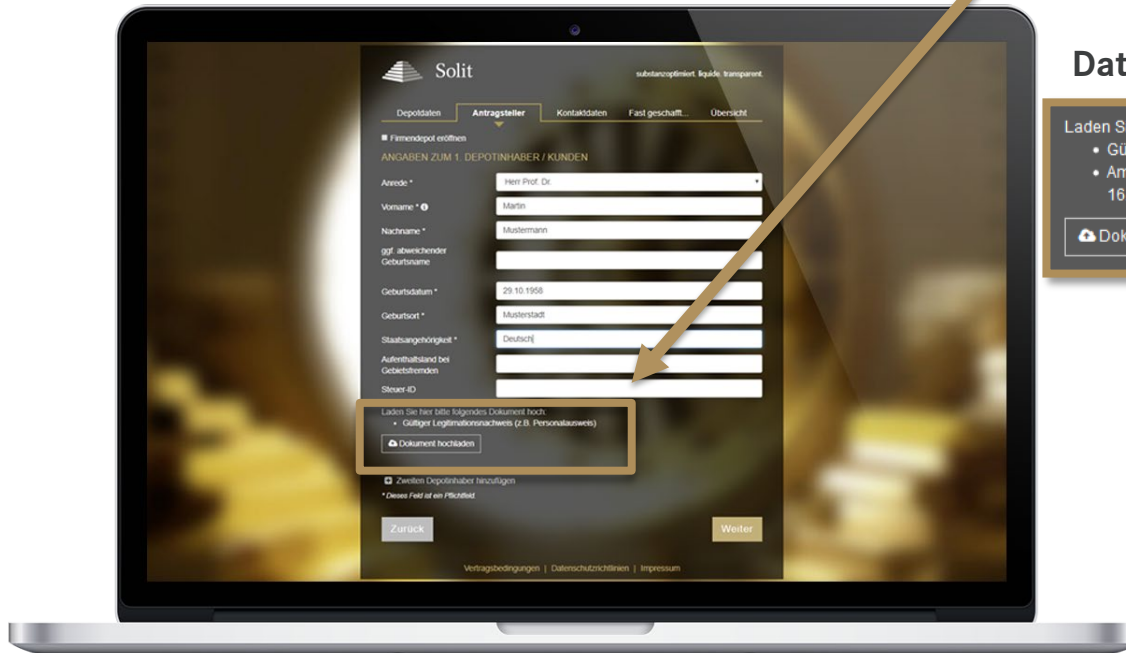 Solit
substanzoptimiert. liquide. transparent.
Depotdaten Antragsteller Kontaktdaten Fast geschafft... Übersicht
Firmendepot eröffnen
ANGABEN ZUM 1. DEPOTINHABER / KUNDEN
Anrede * Herr Prof. Dr.
Vorname * Martin
Nachname * Mustermann
ggf. abweichender
Geburtsname
Geburtsdatum * 29.10.1958
Geburtsort * Musterstadt
Staatsangehörigkeit * Deutsch
Aufenthaltsland bei
Gebietsfremden
Steuer-ID
Laden Sie hier bitte folgendes Dokument hoch:
• Gültiger Legitimationsnachweis (z.B. Personalausweis)
Dokument hochladen
Zweiten Depotinhaber hinzufügen
* Dieses Feld ist ein Pflichtfeld.
Zurück Weiter
Vertragsbedingungen | Datenschutzrichtlinien | Impressum
Dat
Laden S
• Gü
• Am
16
Dok